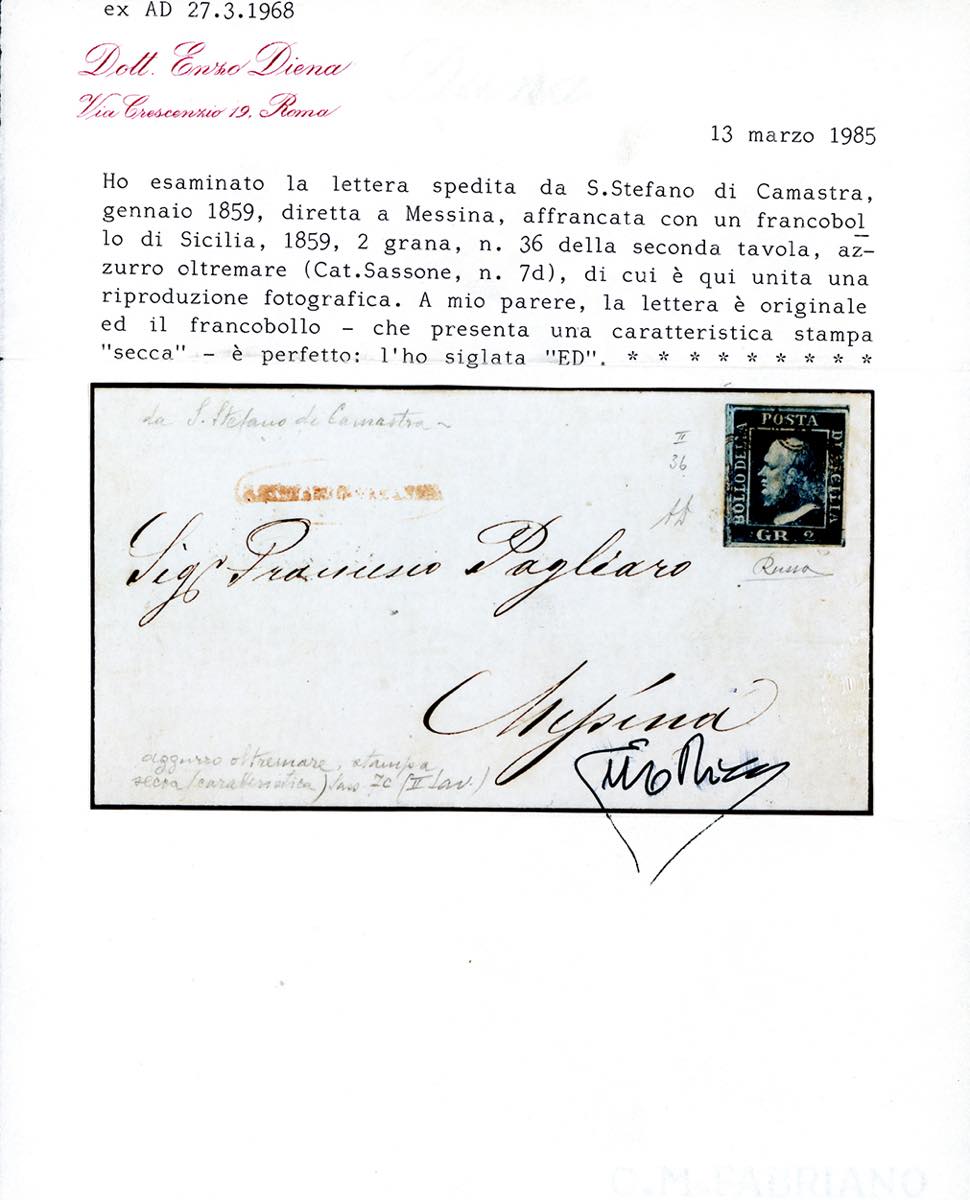 ex AD 27.3.1968
Dott. Enzo Diena
Via Crescenzio 19, Roma
13 marzo 1985
Ho esaminato la lettera spedita da S.Stefano di Camastra,
gennaio 1859, diretta a Messina, affrancata con un francobol
lo di Sicilia, 1859, 2 grana, n. 36 della seconda tavola, az-
zurro oltremare (Cat.Sassone, n. 7d), di cui è qui unita una
riproduzione fotografica. A mio parere, la lettera è originale
ed il francobollo - che presenta una caratteristica stampa
"secca" - è perfetto: l'ho siglata "ED". * * * * * * * * *
da S. Stefano di Camastra
POSTA
BOLLO DELLA
DI SICILIA
GR 2
II
36
AD
Russo
Sigr Francesco Pagliaro
Messina
azzurro oltremare, stampa
secca (caratteristica) Sass 7c (II tav.)
C.M.FABRIANO